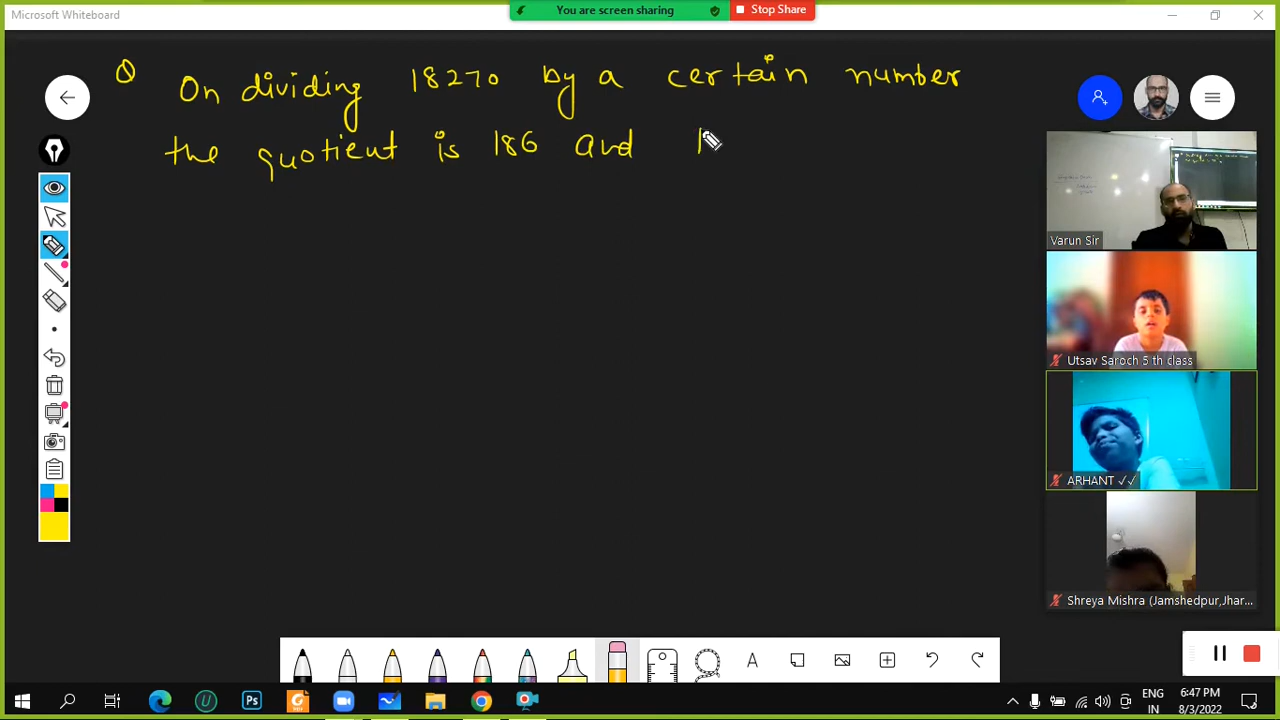 Microsoft Whiteboard
You are screen sharing
Stop Share
Q On dividing 18270 by a certain number
the quotient is 186 and
Varun Sir
Utsav Saroch 5 th class
ARHANT ✓✓
Shreya Mishra (Jamshedpur,Jhar...
A
ENG
IN
6:47 PM
8/3/2022
Ps